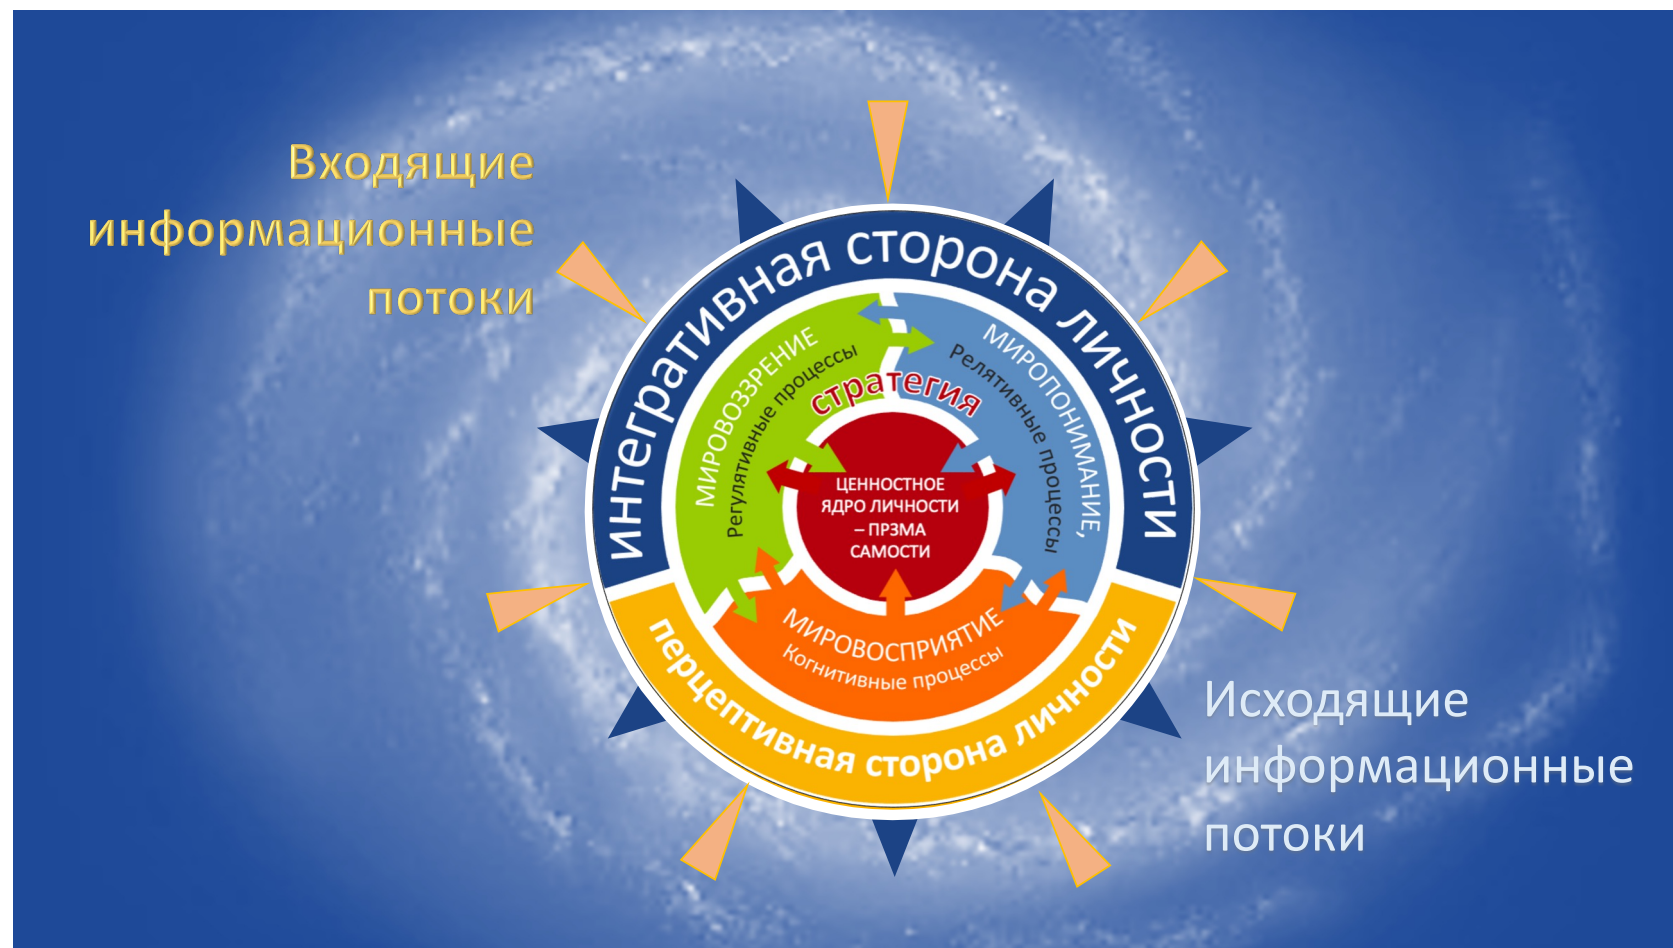 Входящие
информационные
потоки
интегративная сторона личности
МИРОВОЗЗРЕНИЕ
Регулятивные процессы
МИРОПОНИМАНИЕ,
Релятивные процессы
стратегия
ЦЕННОСТНОЕ
ЯДРО ЛИЧНОСТИ
– ПРЗМА
САМОСТИ
МИРОВОСПРИЯТИЕ
Когнитивные процессы
перцептивная сторона личности
Исходящие
информационные
потоки